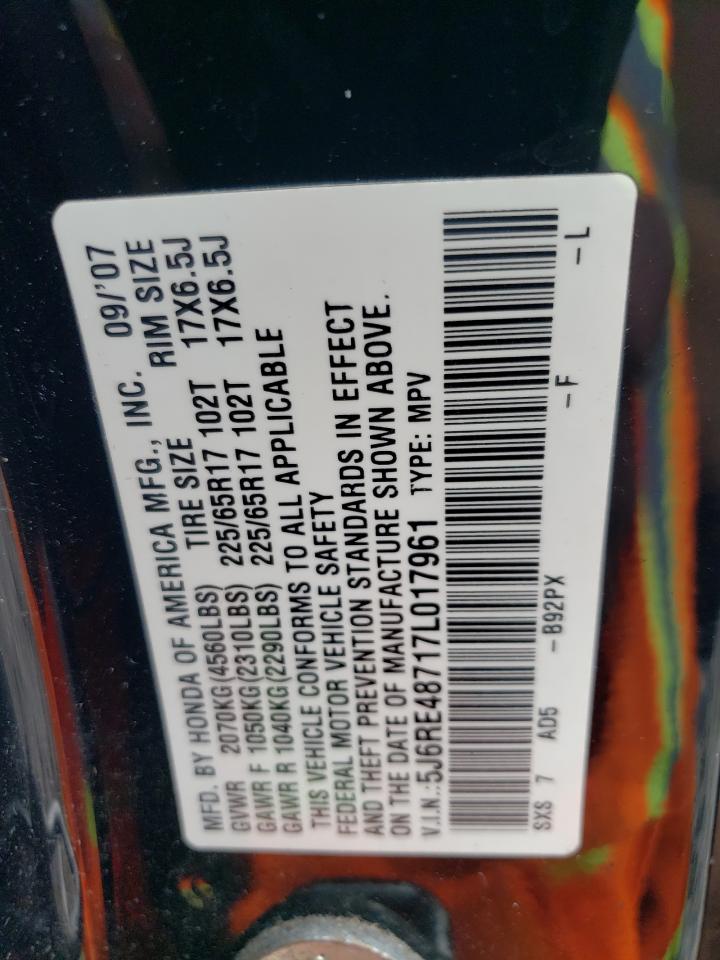 MFD. BY HONDA OF AMERICA MFG., INC. 09/'07
TIRE SIZE RIM SIZE
GVWR 2070KG(4560LBS)
GAWR F 1050KG(2310LBS) 225/65R17 102T 17X6.5J
GAWR R 1040KG(2290LBS) 225/65R17 102T 17X6.5J
THIS VEHICLE CONFORMS TO ALL APPLICABLE
FEDERAL MOTOR VEHICLE SAFETY
AND THEFT PREVENTION STANDARDS IN EFFECT
ON THE DATE OF MANUFACTURE SHOWN ABOVE.
V.I.N.:5J6RE48717L017961 TYPE: MPV
SXS 7 AD5 -B92PX -F -L